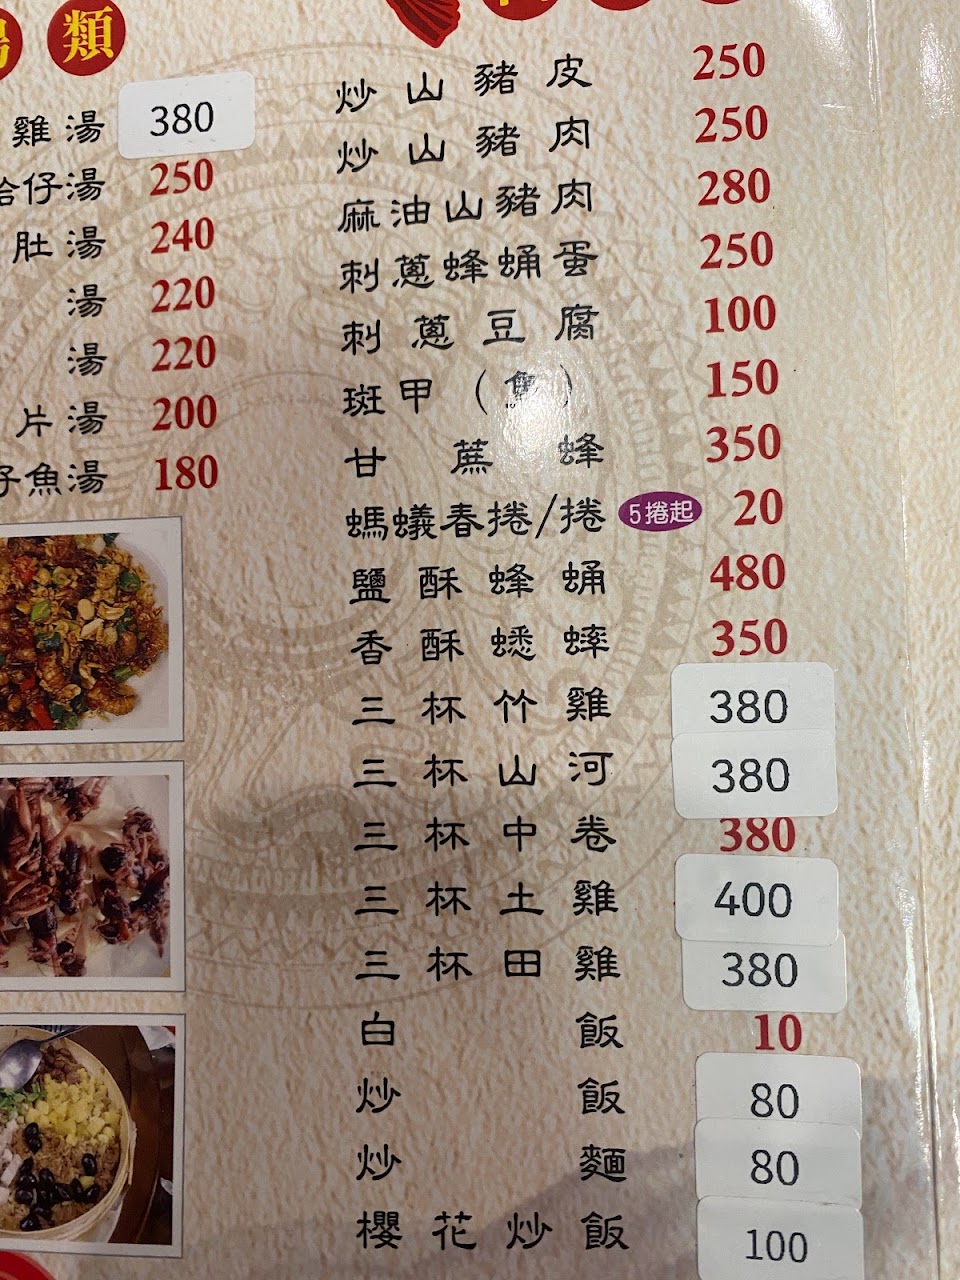 湯類
雞湯 380
蛤仔湯 250
肚湯 240
湯 220
湯 220
片湯 200
仔魚湯 180
炒山豬皮 250
炒山豬肉 250
麻油山豬肉 280
刺蔥蜂蛹蛋 250
刺蔥豆腐 100
斑甲（隻） 150
甘蔗蜂 350
螞蟻春捲/捲 5捲起 20
鹽酥蜂蛹 480
香酥蟋蟀 350
三杯竹雞 380
三杯山河 380
三杯中卷 380
三杯土雞 400
三杯田雞 380
白飯 10
炒飯 80
炒麵 80
櫻花炒飯 100